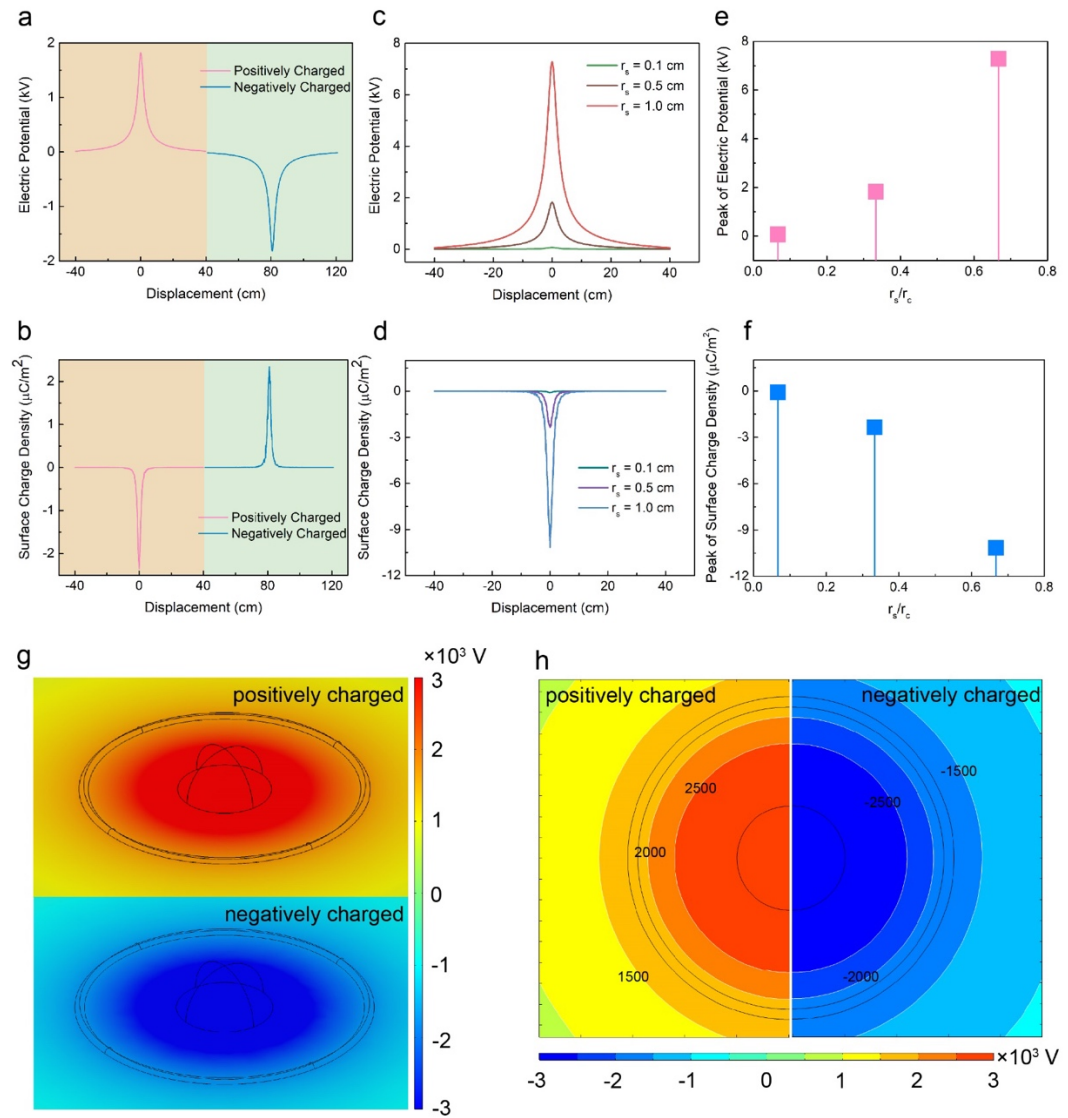 a
2
1
0
-1
-2
Electric Potential (kV)
Positively Charged
Negatively Charged
-40 0 40 80 120
Displacement (cm)
c
8
6
4
2
0
Electric Potential (kV)
rs = 0.1 cm
rs = 0.5 cm
rs = 1.0 cm
-40 -20 0 20 40
Displacement (cm)
e
8
6
4
2
0
Peak of Electric Potential (kV)
0.0 0.2 0.4 0.6 0.8
rs/rc
b
2
1
0
-1
-2
Surface Charge Density (μC/m²)
Positively Charged
Negatively Charged
-40 0 40 80 120
Displacement (cm)
d
0
-3
-6
-9
-12
Surface Charge Density (μC/m²)
rs = 0.1 cm
rs = 0.5 cm
rs = 1.0 cm
-40 -20 0 20 40
Displacement (cm)
f
0
-3
-6
-9
-12
Peak of Surface Charge Density (μC/m²)
0.0 0.2 0.4 0.6 0.8
rs/rc
g
×10³ V
positively charged
negatively charged
3
2
1
0
-1
-2
-3
h
positively charged
negatively charged
2500
2000
1500
-1500
-2500
-2000
-3 -2 -1 0 1 2 3
×10³ V